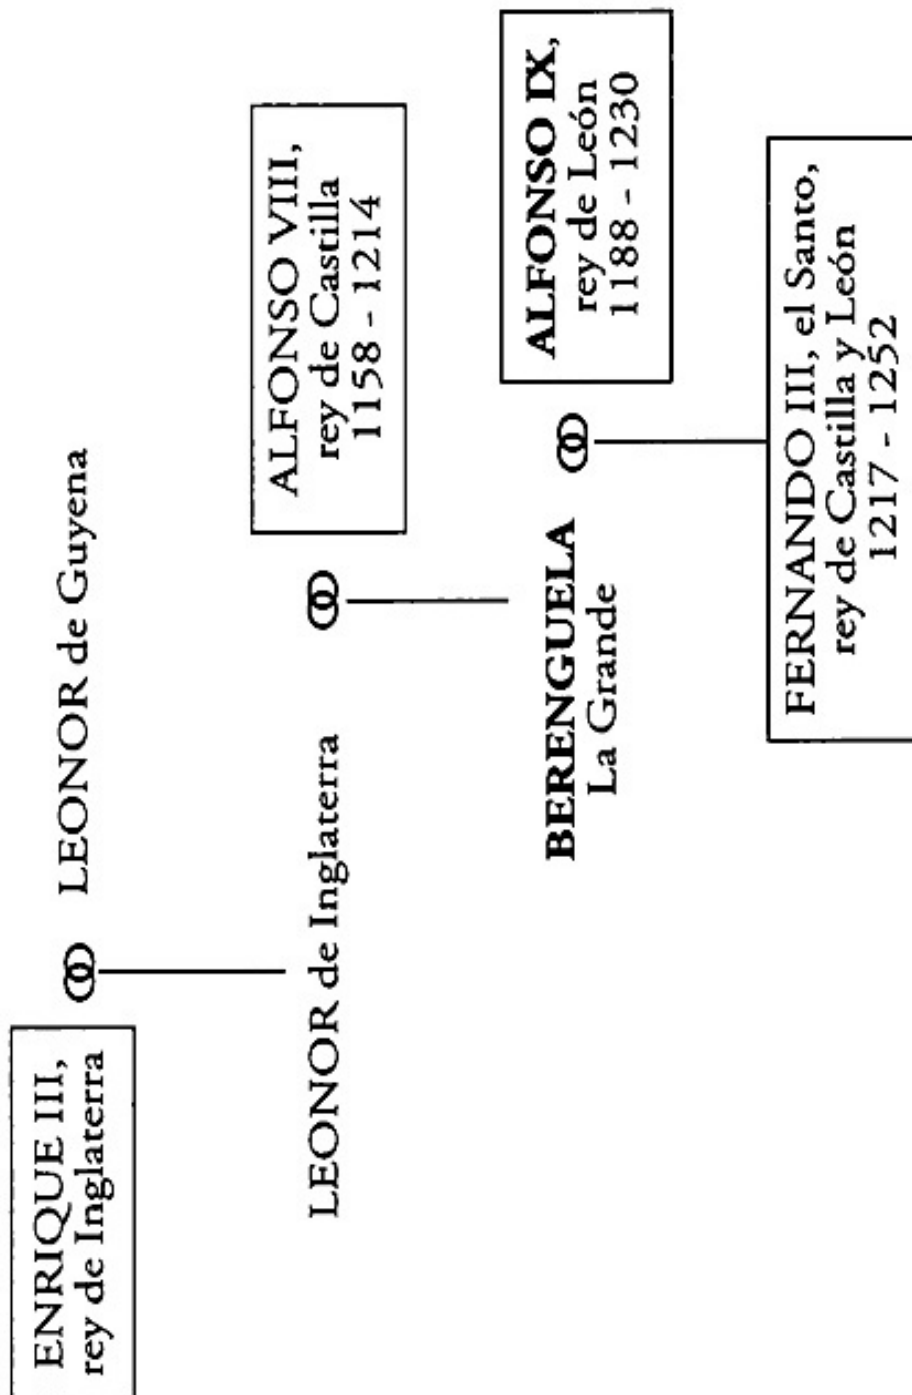 ENRIQUE III,
rey de Inglaterra
LEONOR de Guyena
LEONOR de Inglaterra
ALFONSO VIII,
rey de Castilla
1158 - 1214
BERENGUELA
La Grande
ALFONSO IX,
rey de León
1188 - 1230
FERNANDO III, el Santo,
rey de Castilla y León
1217 - 1252